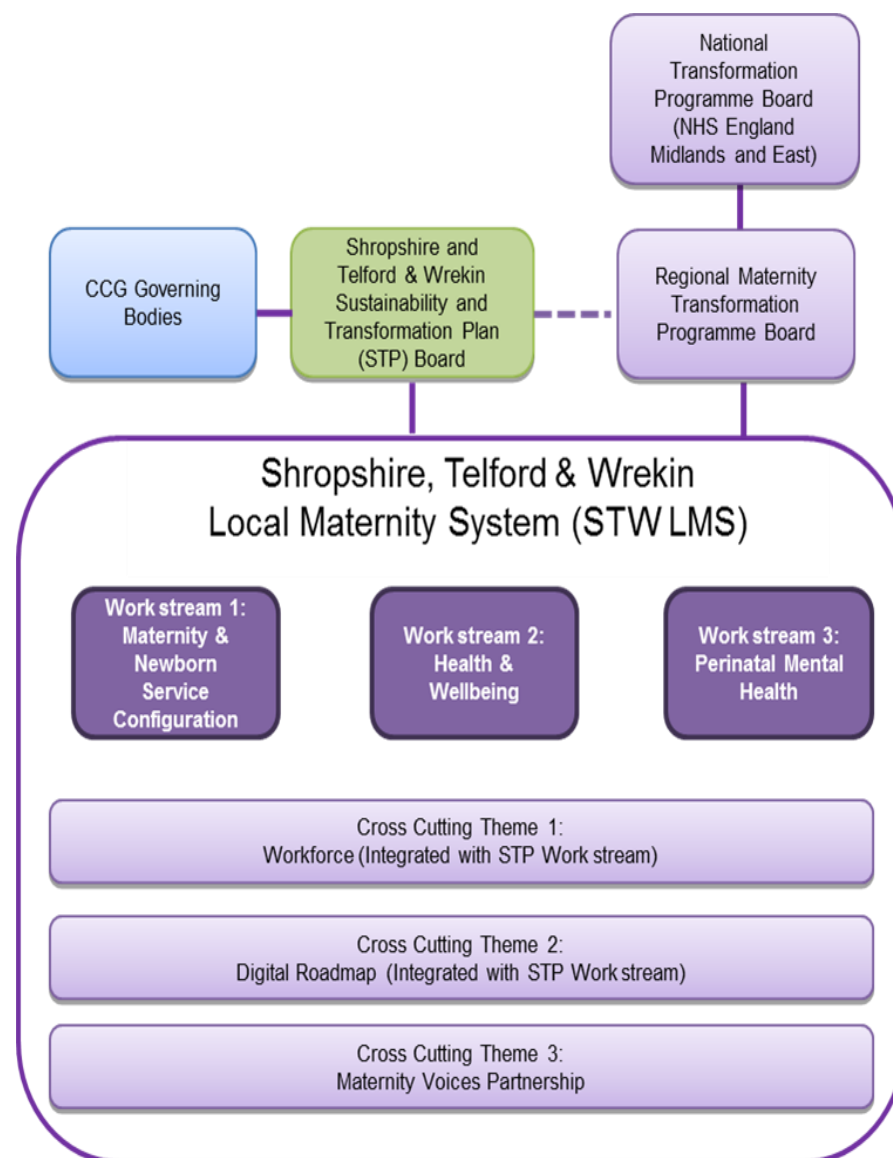 National
Transformation
Programme Board
(NHS England
Midlands and East)
CCG Governing
Bodies
Shropshire and
Telford & Wrekin
Sustainability and
Transformation Plan
(STP) Board
Regional Maternity
Transformation
Programme Board
Shropshire, Telford & Wrekin
Local Maternity System (STW LMS)
Work stream 1:
Maternity &
Newborn
Service
Configuration
Work stream 2:
Health &
Wellbeing
Work stream 3:
Perinatal Mental
Health
Cross Cutting Theme 1:
Workforce (Integrated with STP Work stream)
Cross Cutting Theme 2:
Digital Roadmap (Integrated with STP Work stream)
Cross Cutting Theme 3:
Maternity Voices Partnership